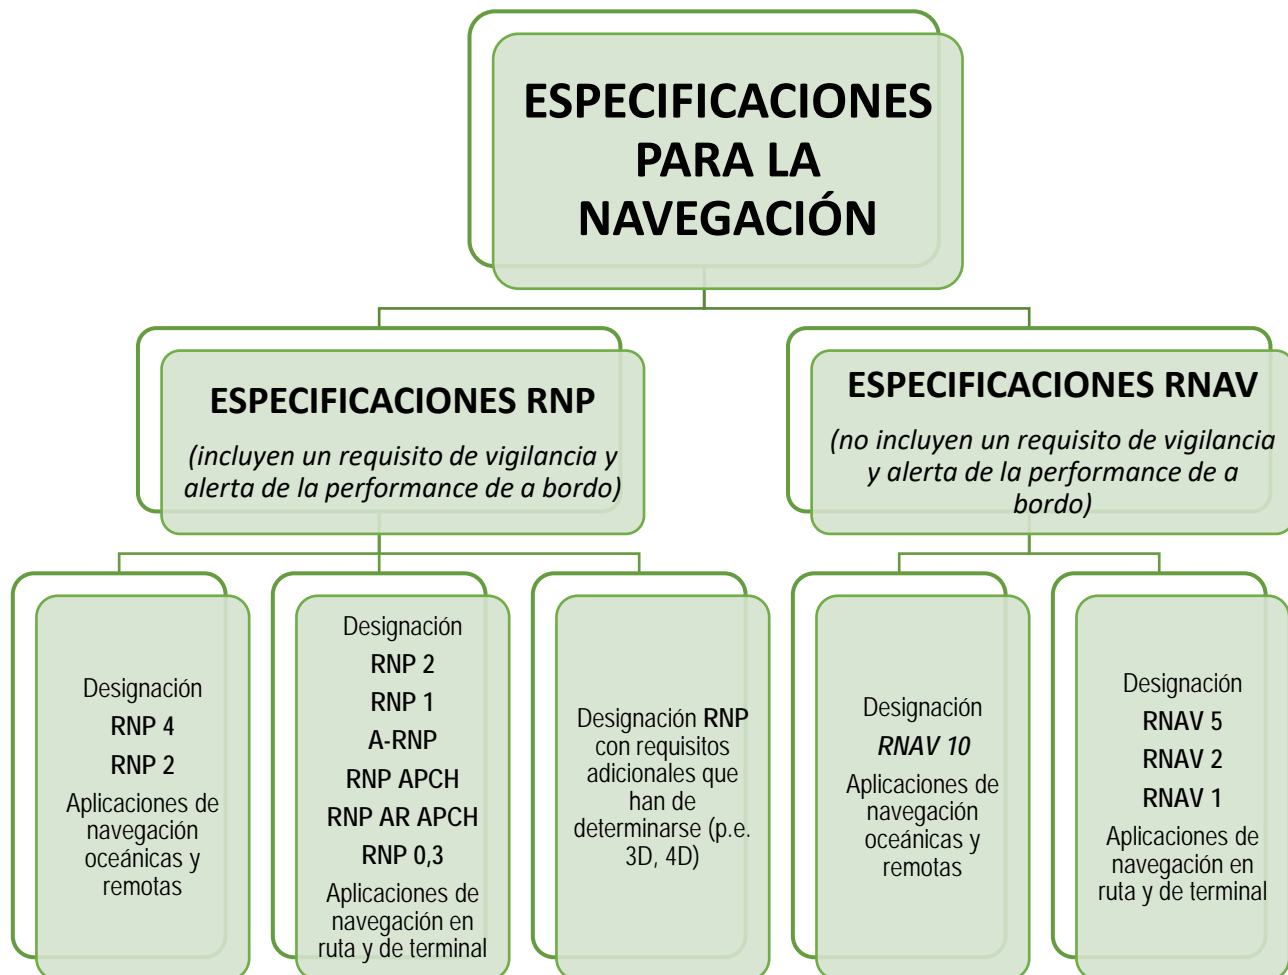 ESPECIFICACIONES
PARA LA
NAVEGACIÓN
ESPECIFICACIONES RNP
(incluyen un requisito de vigilancia y
alerta de la performance de a bordo)
ESPECIFICACIONES RNAV
(no incluyen un requisito de vigilancia
y alerta de la performance de a
bordo)
Designación
RNP 4
RNP 2
Aplicaciones de
navegación
oceánicas y
remotas
Designación
RNP 2
RNP 1
A-RNP
RNP APCH
RNP AR APCH
RNP 0,3
Aplicaciones de
navegación en
ruta y de terminal
Designación RNP
con requisitos
adicionales que
han de
determinarse (p.e.
3D, 4D)
Designación
RNAV 10
Aplicaciones de
navegación
oceánicas y
remotas
Designación
RNAV 5
RNAV 2
RNAV 1
Aplicaciones de
navegación en
ruta y de terminal